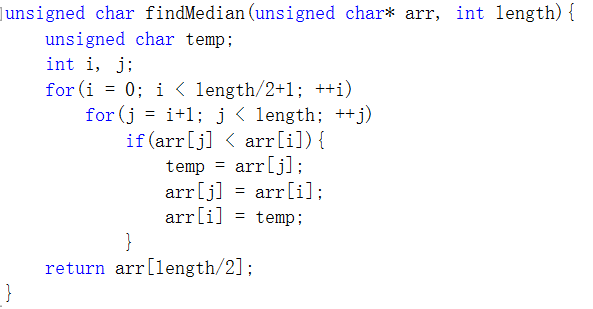 unsigned char findMedian(unsigned char* arr, int length){
    unsigned char temp;
    int i, j;
    for(i = 0; i < length/2+1; ++i)
        for(j = i+1; j < length; ++j)
            if(arr[j] < arr[i]){
                temp = arr[j];
                arr[j] = arr[i];
                arr[i] = temp;
            }
    return arr[length/2];
}